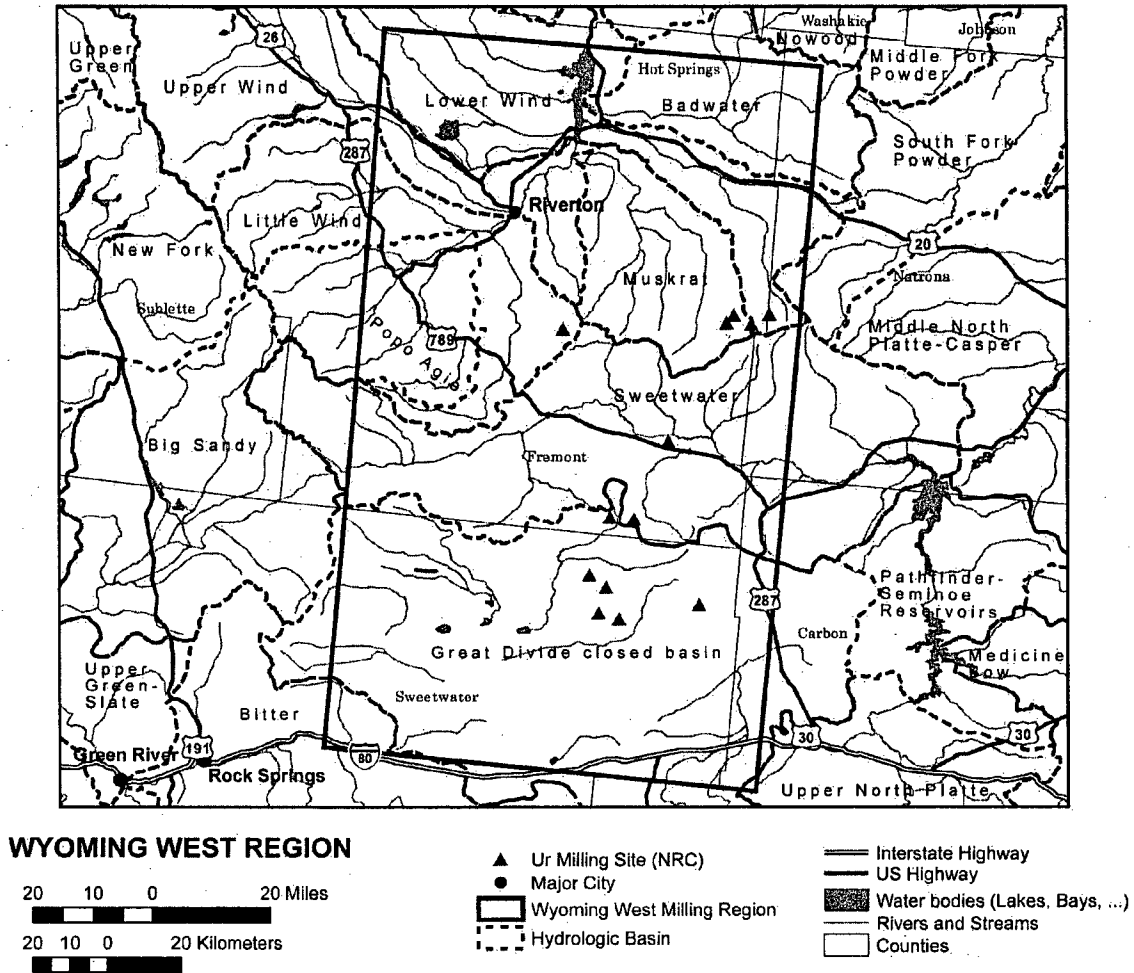 Upper
Green
26
Upper Wind
Lower Wind
Hot Springs
Badwater
Washakie
Nowood
Johnson
Middle Fork
Powder
South Fork
Powder
287
Riverton
Little Wind
New Fork
Sublette
20
Natrona
Muskrat
Middle North
Platte-Casper
Popo Agie
789
Sweetwater
Big Sandy
Fremont
Pathfinder-
Seminoe
Reservoirs
287
Carbon
Great Divide closed basin
Medicine
Bow
Upper
Green-
Slate
Sweetwater
Bitter
Green River
191
Rock Springs
80
30
30
Upper North Platte
WYOMING WEST REGION
20 10 0 20 Miles
20 10 0 20 Kilometers
Ur Milling Site (NRC)
Major City
Wyoming West Milling Region
Hydrologic Basin
Interstate Highway
US Highway
Water bodies (Lakes, Bays, ...)
Rivers and Streams
Counties